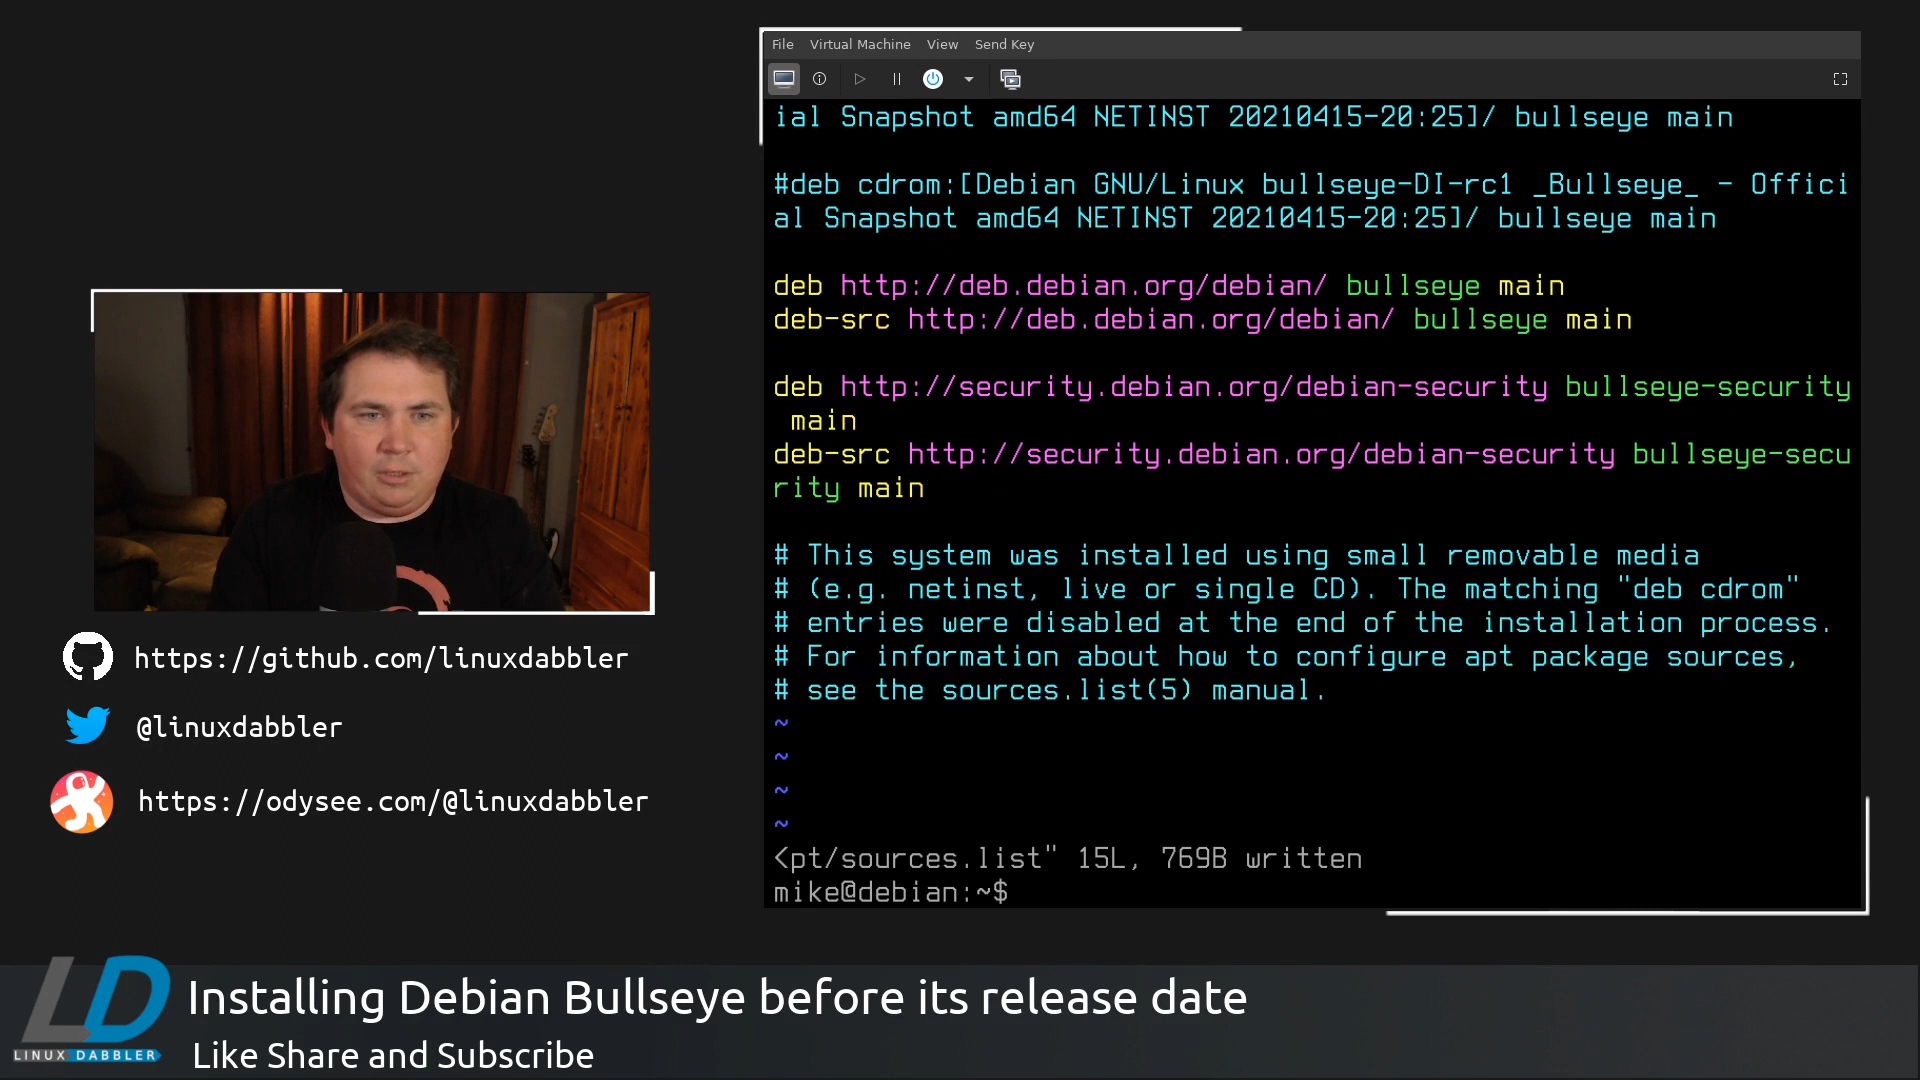 File Virtual Machine View Send Key
ial Snapshot amd64 NETINST 20210415-20:25]/ bullseye main
#deb cdrom:[Debian GNU/Linux bullseye-DI-rc1 _Bullseye_ - Offici
al Snapshot amd64 NETINST 20210415-20:25]/ bullseye main
deb http://deb.debian.org/debian/ bullseye main
deb-src http://deb.debian.org/debian/ bullseye main
deb http://security.debian.org/debian-security bullseye-security
main
deb-src http://security.debian.org/debian-security bullseye-secu
rity main
# This system was installed using small removable media
# (e.g. netinst, live or single CD). The matching "deb cdrom"
# entries were disabled at the end of the installation process.
# For information about how to configure apt package sources,
# see the sources.list(5) manual.
~
~
~
~
<pt/sources.list" 15L, 769B written
mike@debian:~$
https://github.com/linuxdabbler
@linuxdabbler
https://odysee.com/@linuxdabbler
LD
LINUX DABBLER
Installing Debian Bullseye before its release date
Like Share and Subscribe